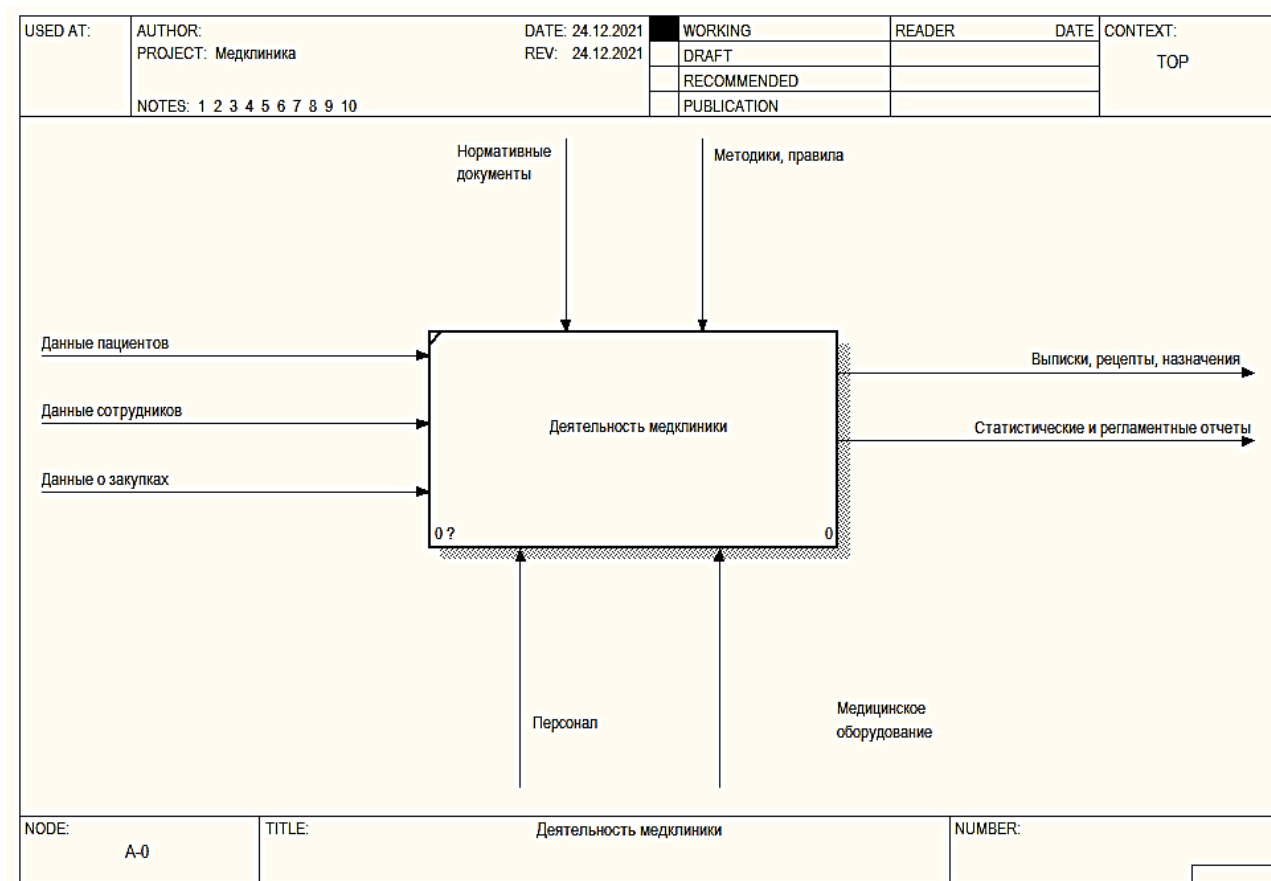 USED AT:
AUTHOR:
DATE: 24.12.2021
WORKING
READER
DATE
CONTEXT:
PROJECT: Медклиника
REV: 24.12.2021
DRAFT
TOP
RECOMMENDED
NOTES: 1 2 3 4 5 6 7 8 9 10
PUBLICATION
Нормативные
документы
Методики, правила
Данные пациентов
Выписки, рецепты, назначения
Данные сотрудников
Деятельность медклиники
Статистические и регламентные отчеты
Данные о закупках
0 ?
0
Персонал
Медицинское
оборудование
NODE:
TITLE:
Деятельность медклиники
NUMBER:
A-0